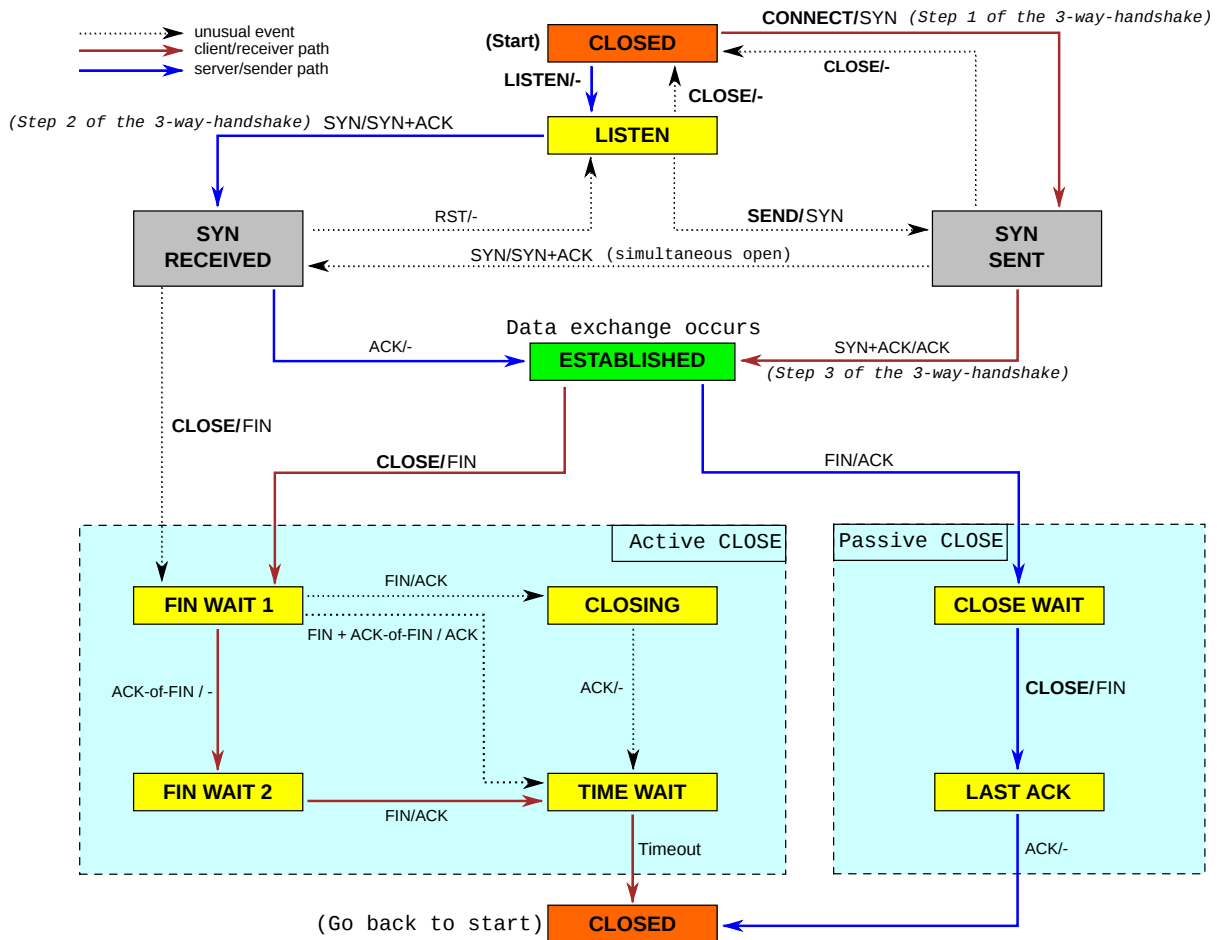 CONNECT/SYN (Step 1 of the 3-way-handshake)
unusual event
client/receiver path
server/sender path
(Start)
CLOSED
CLOSE/-
LISTEN/-
CLOSE/-
(Step 2 of the 3-way-handshake)
SYN/SYN+ACK
LISTEN
RST/-
SEND/SYN
SYN
RECEIVED
SYN
SENT
SYN/SYN+ACK (simultaneous open)
Data exchange occurs
ACK/-
ESTABLISHED
SYN+ACK/ACK
(Step 3 of the 3-way-handshake)
CLOSE/FIN
CLOSE/FIN
FIN/ACK
Active CLOSE
Passive CLOSE
FIN WAIT 1
FIN/ACK
CLOSING
CLOSE WAIT
FIN + ACK-of-FIN / ACK
ACK-of-FIN / -
ACK/-
CLOSE/FIN
FIN WAIT 2
FIN/ACK
TIME WAIT
LAST ACK
Timeout
ACK/-
(Go back to start)
CLOSED